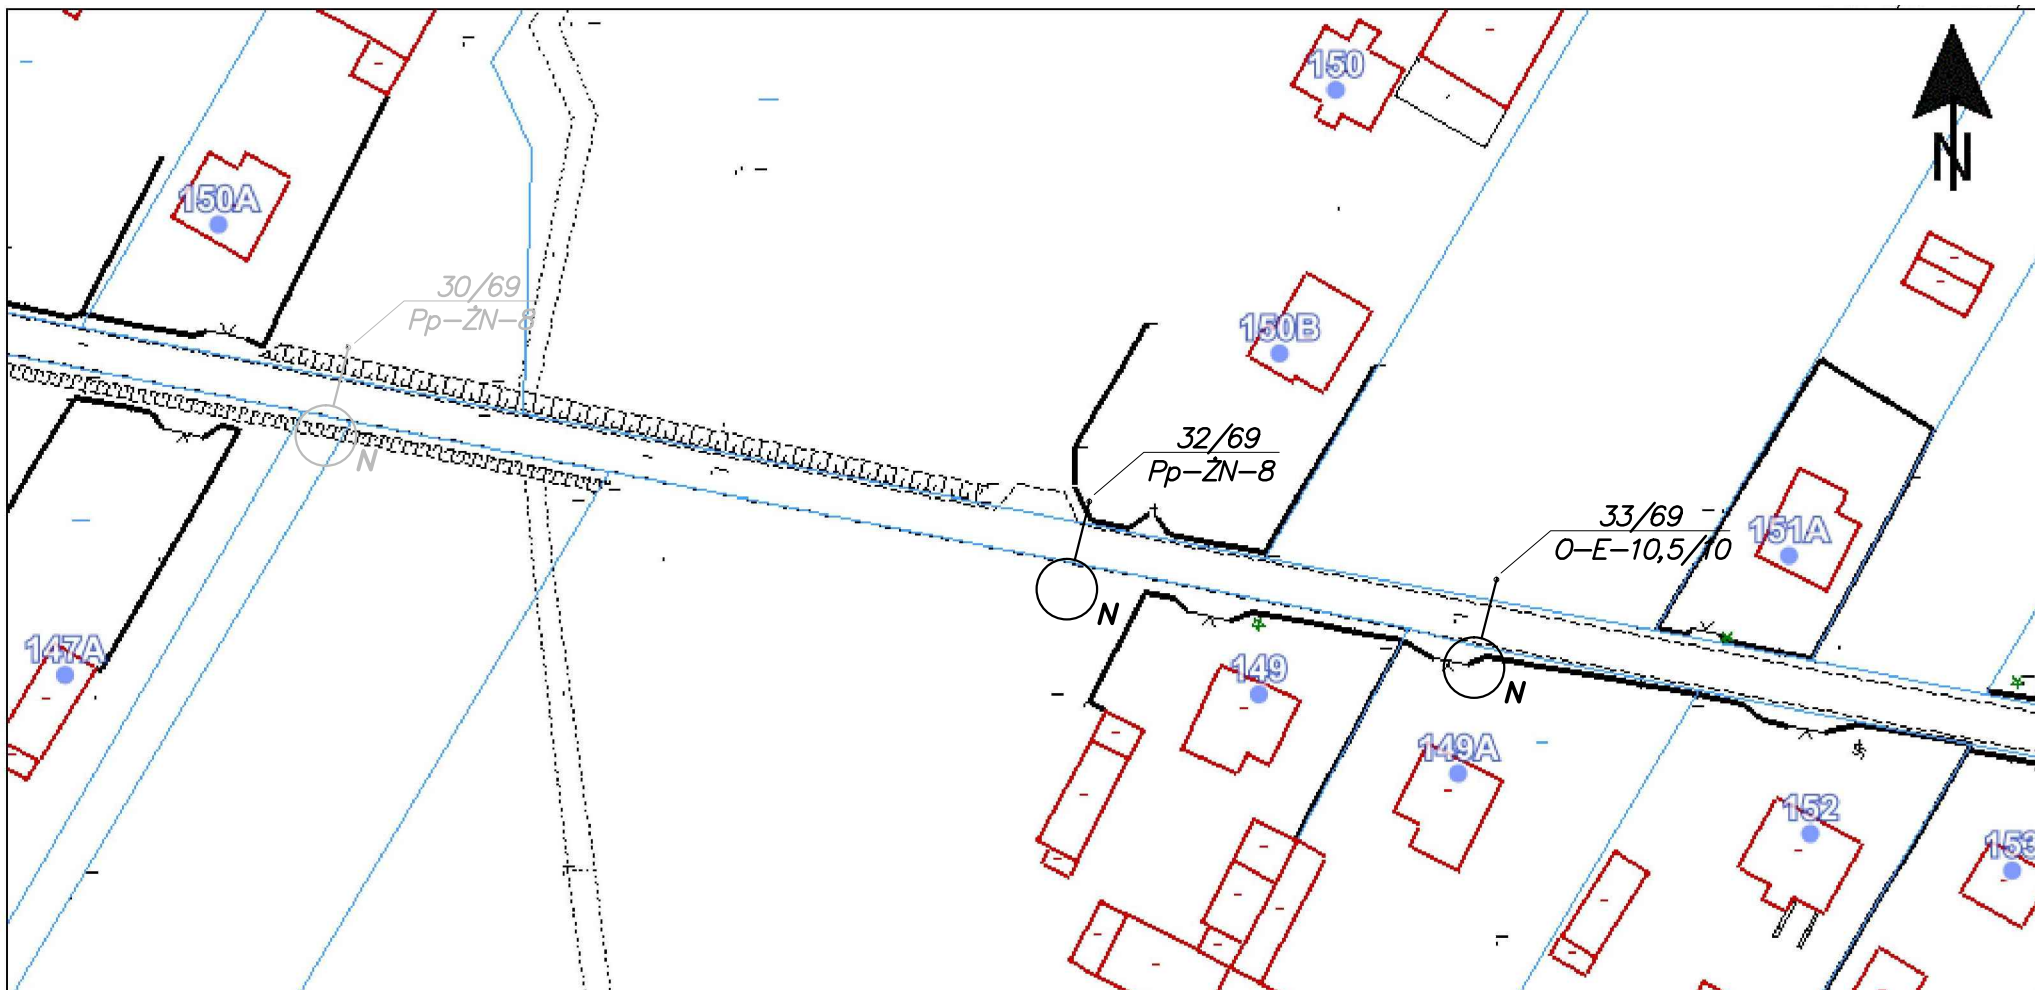 150
N
150A
30/69
Pp-ŻN-8
150B
32/69
Pp-ŻN-8
N
33/69
O-E-10,5/10
151A
N
147A
149
N
149A
152
153